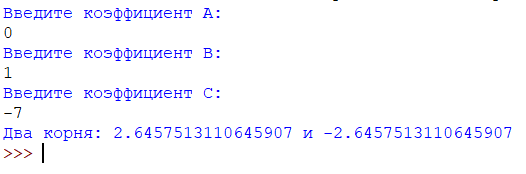 Введите коэффициент A:
0
Введите коэффициент B:
1
Введите коэффициент C:
-7
Два корня: 2.6457513110645907 и -2.6457513110645907
>>>